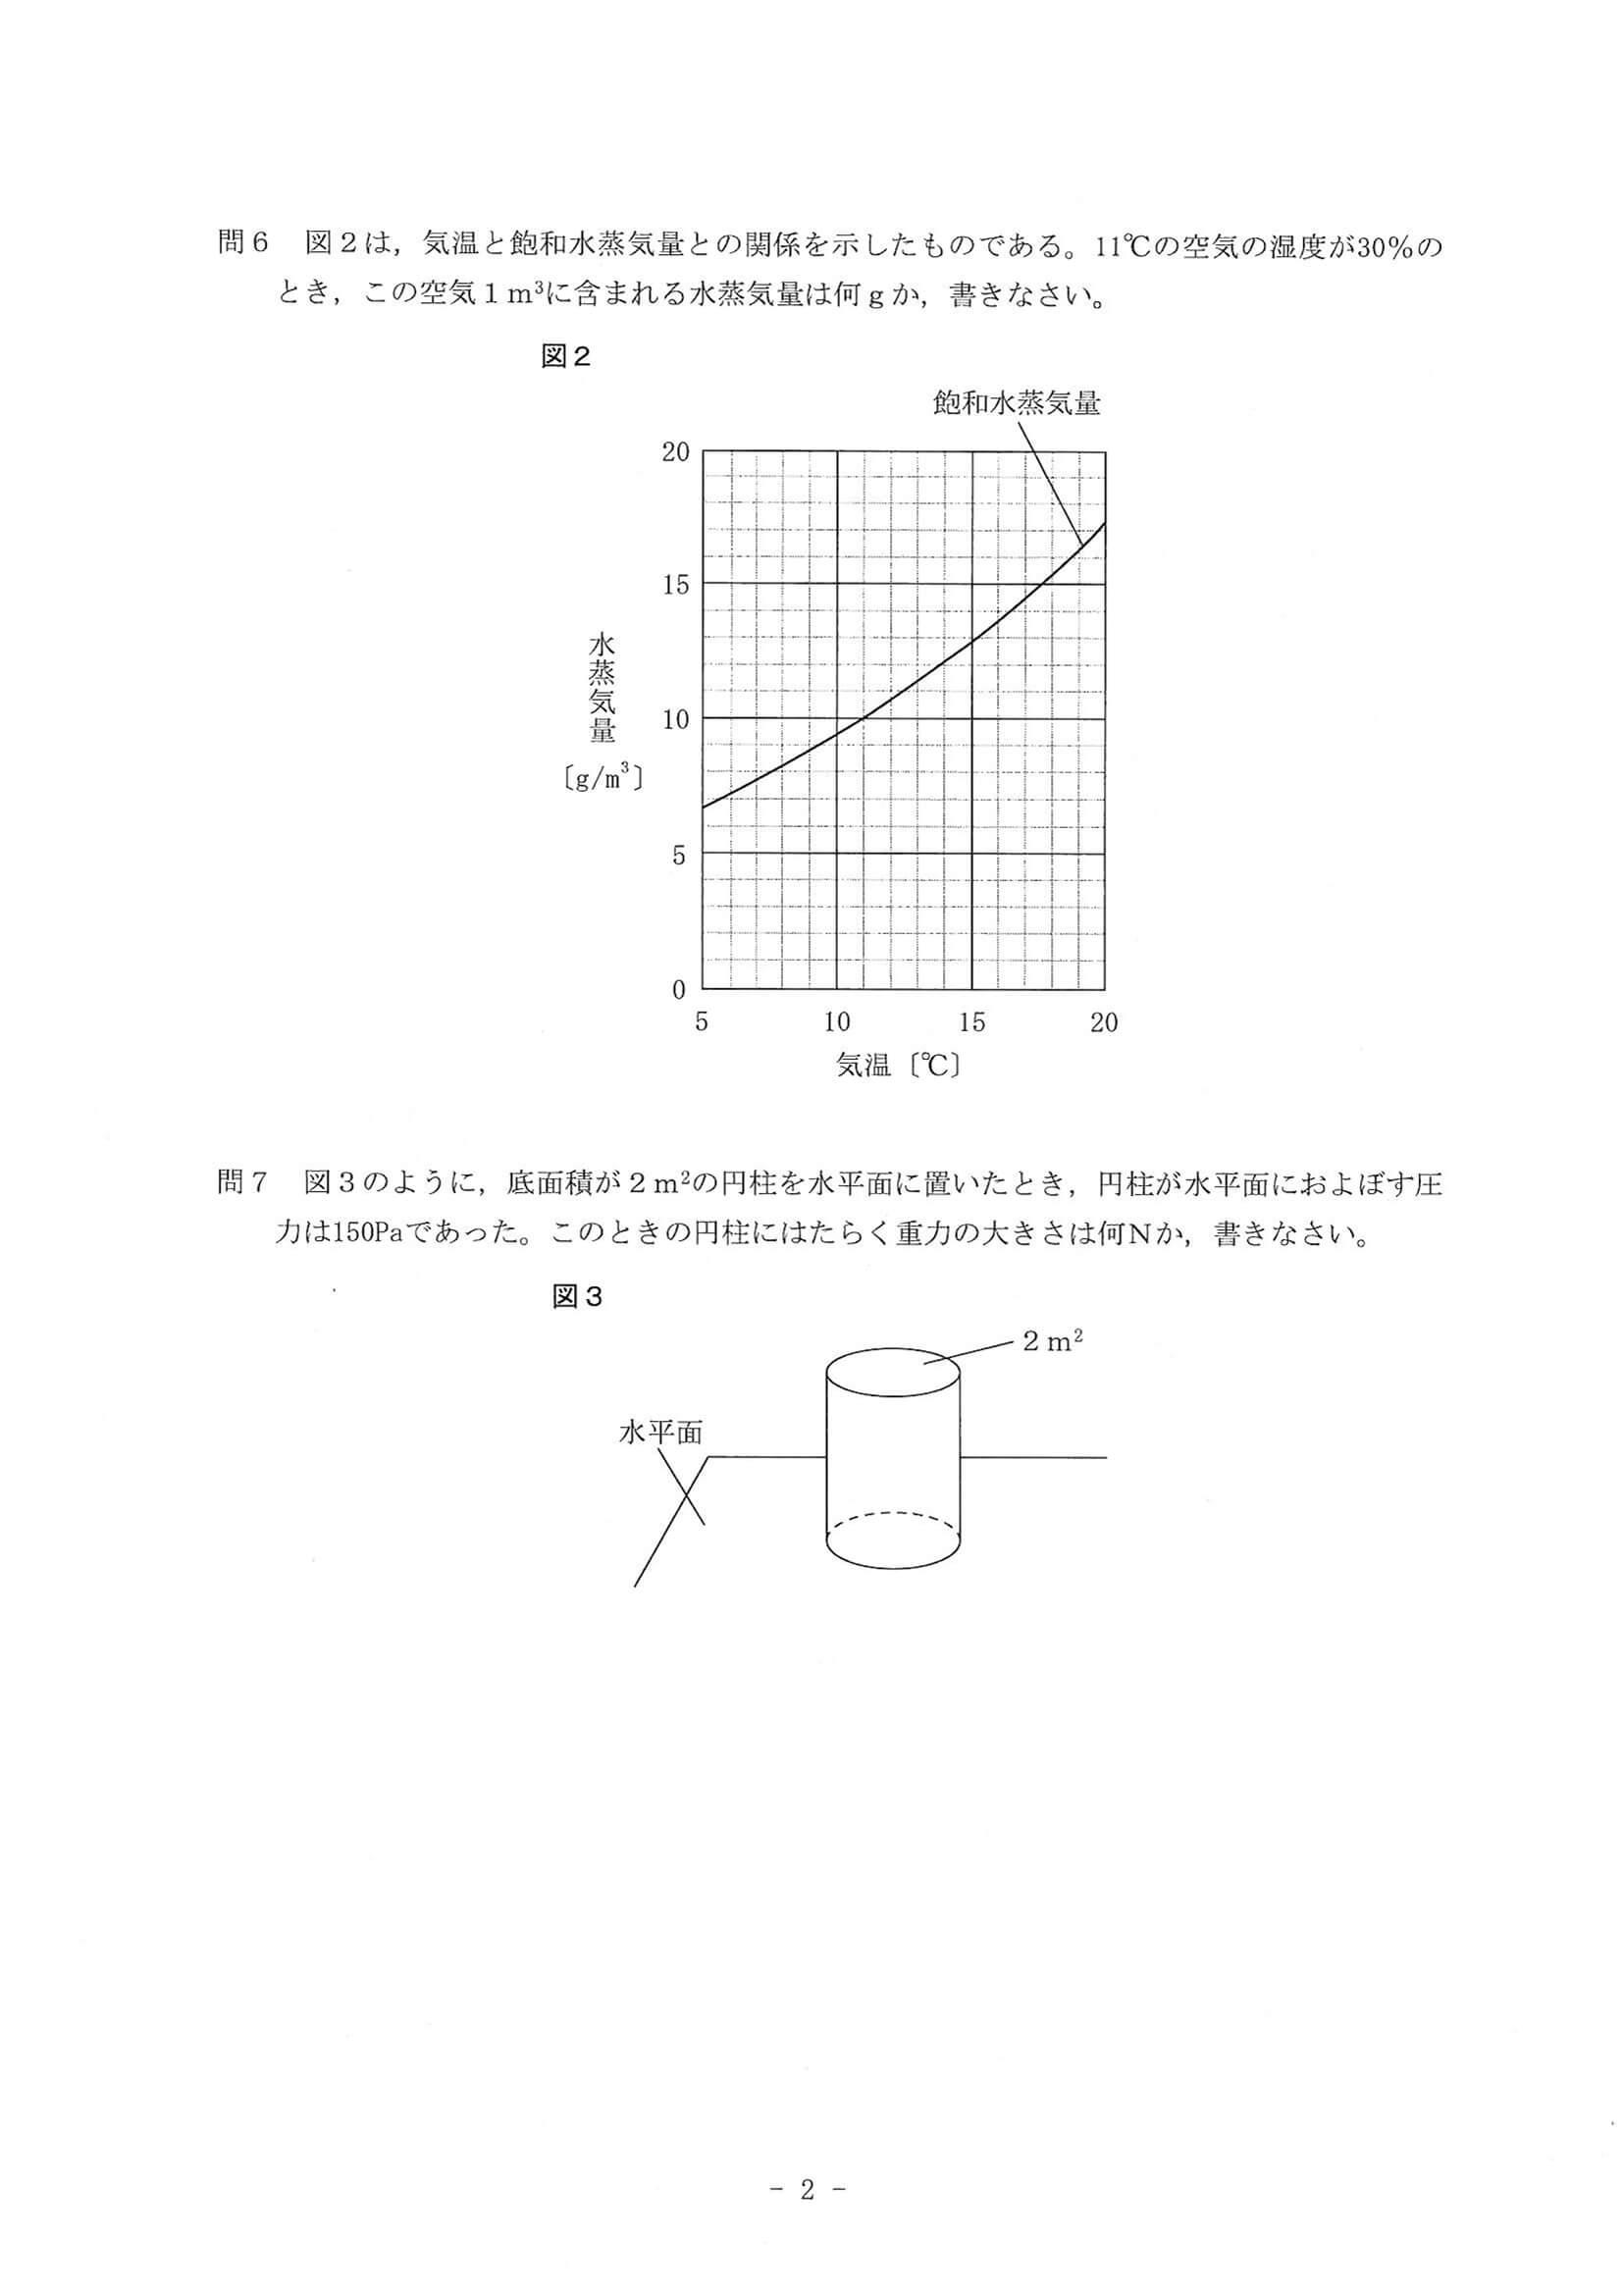 問６　図２は，気温と飽和水蒸気量との関係を示したものである。11℃の空気の湿度が30％の
とき，この空気１m³に含まれる水蒸気量は何ｇか，書きなさい。
図２
飽和水蒸気量
20
15
10
5
0
水蒸気量
〔g/m³〕
5 10 15 20
気温〔℃〕
問７　図３のように，底面積が２m²の円柱を水平面に置いたとき，円柱が水平面におよぼす圧
力は150Paであった。このときの円柱にはたらく重力の大きさは何Ｎか，書きなさい。
図３
２m²
水平面
－ 2 －